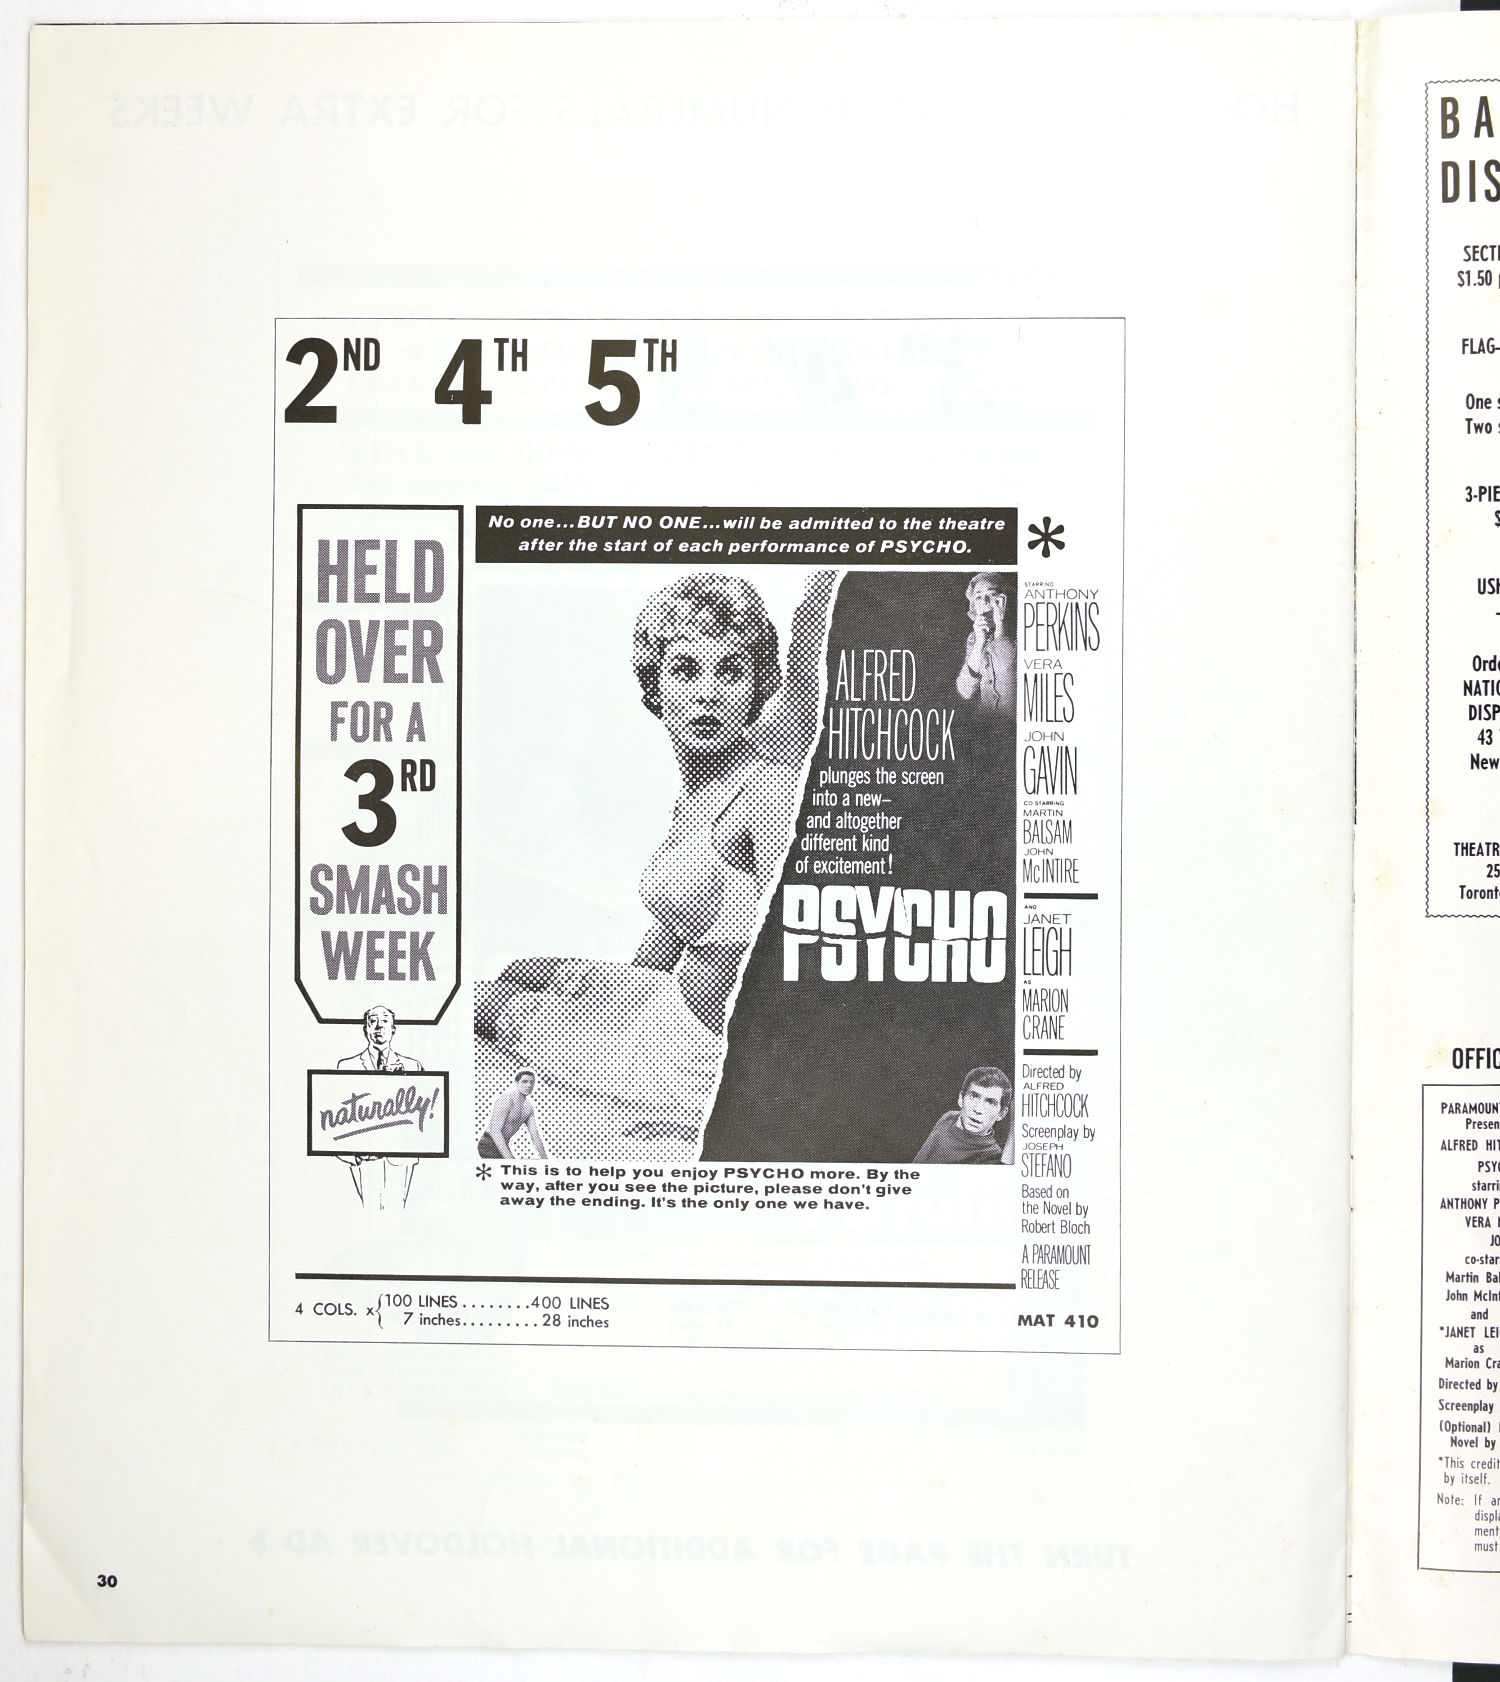 2ND 4TH 5TH
HELD
OVER
FOR A
3RD
SMASH
WEEK
naturally!
No one...BUT NO ONE...will be admitted to the theatre
after the start of each performance of PSYCHO.
*
ALFRED
HITCHCOCK
plunges the screen
into a new—
and altogether
different kind
of excitement!
PSYCHO
* This is to help you enjoy PSYCHO more. By the
way, after you see the picture, please don't give
away the ending. It's the only one we have.
STARRING
ANTHONY
PERKINS
VERA
MILES
JOHN
GAVIN
CO-STARRING
MARTIN
BALSAM
JOHN
McINTIRE
AND
JANET
LEIGH
AS
MARION
CRANE
Directed by
ALFRED
HITCHCOCK
Screenplay by
JOSEPH
STEFANO
Based on
the Novel by
Robert Bloch
A PARAMOUNT
RELEASE
4 COLS. x{100 LINES........400 LINES
7 inches.........28 inches
MAT 410
30
TURN THE PAGE FOR ADDITIONAL HOLDOVER AD
BA
DIS
SECTI
$1.50
FLAG-
One s
Two s
3-PIE
$
USH
Orde
NATIO
DISP
43
New
THEATR
25
Toront
OFFIC
PARAMOUNT
Presen
ALFRED HIT
PSYC
starri
ANTHONY P
VERA
JO
co-star
Martin Bal
John McInt
and
*JANET LEI
as
Marion Cra
Directed by
Screenplay
(Optional)
Novel by
*This credit
by itself.
Note: If an
displa
ment
must